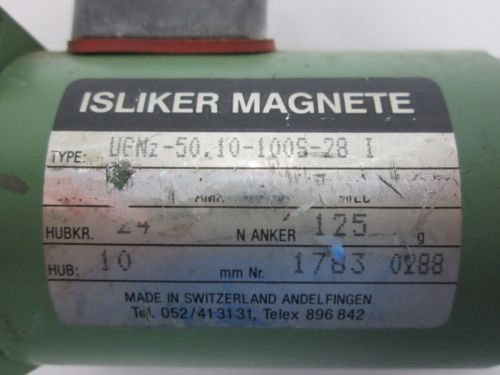 ISLIKER MAGNETE
TYPE: UGNz-50.10-100S-28 I
HUBKR. 24 N ANKER 125 g
HUB: 10 mm Nr. 1783 0288
MADE IN SWITZERLAND ANDELFINGEN
Tel. 052/41 31 31, Telex 896 842